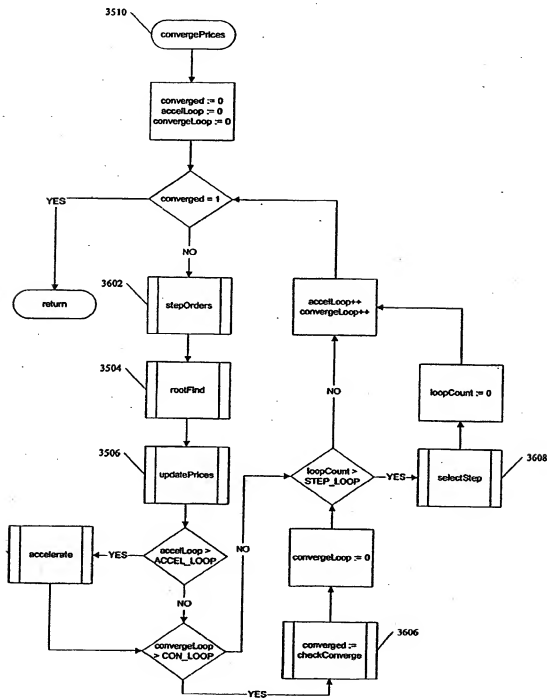 3510
convergePrices
converged := 0
accelLoop := 0
convergeLoop := 0
converged = 1
YES
NO
return
3602
stepOrders
3504
rootFind
3506
updatePrices
accelLoop >
ACCEL_LOOP
YES
accelerate
NO
convergeLoop
> CON_LOOP
NO
YES
converged :=
checkConverge
3606
convergeLoop := 0
loopCount >
STEP_LOOP
YES
selectStep
3608
loopCount := 0
NO
accelLoop++
convergeLoop++